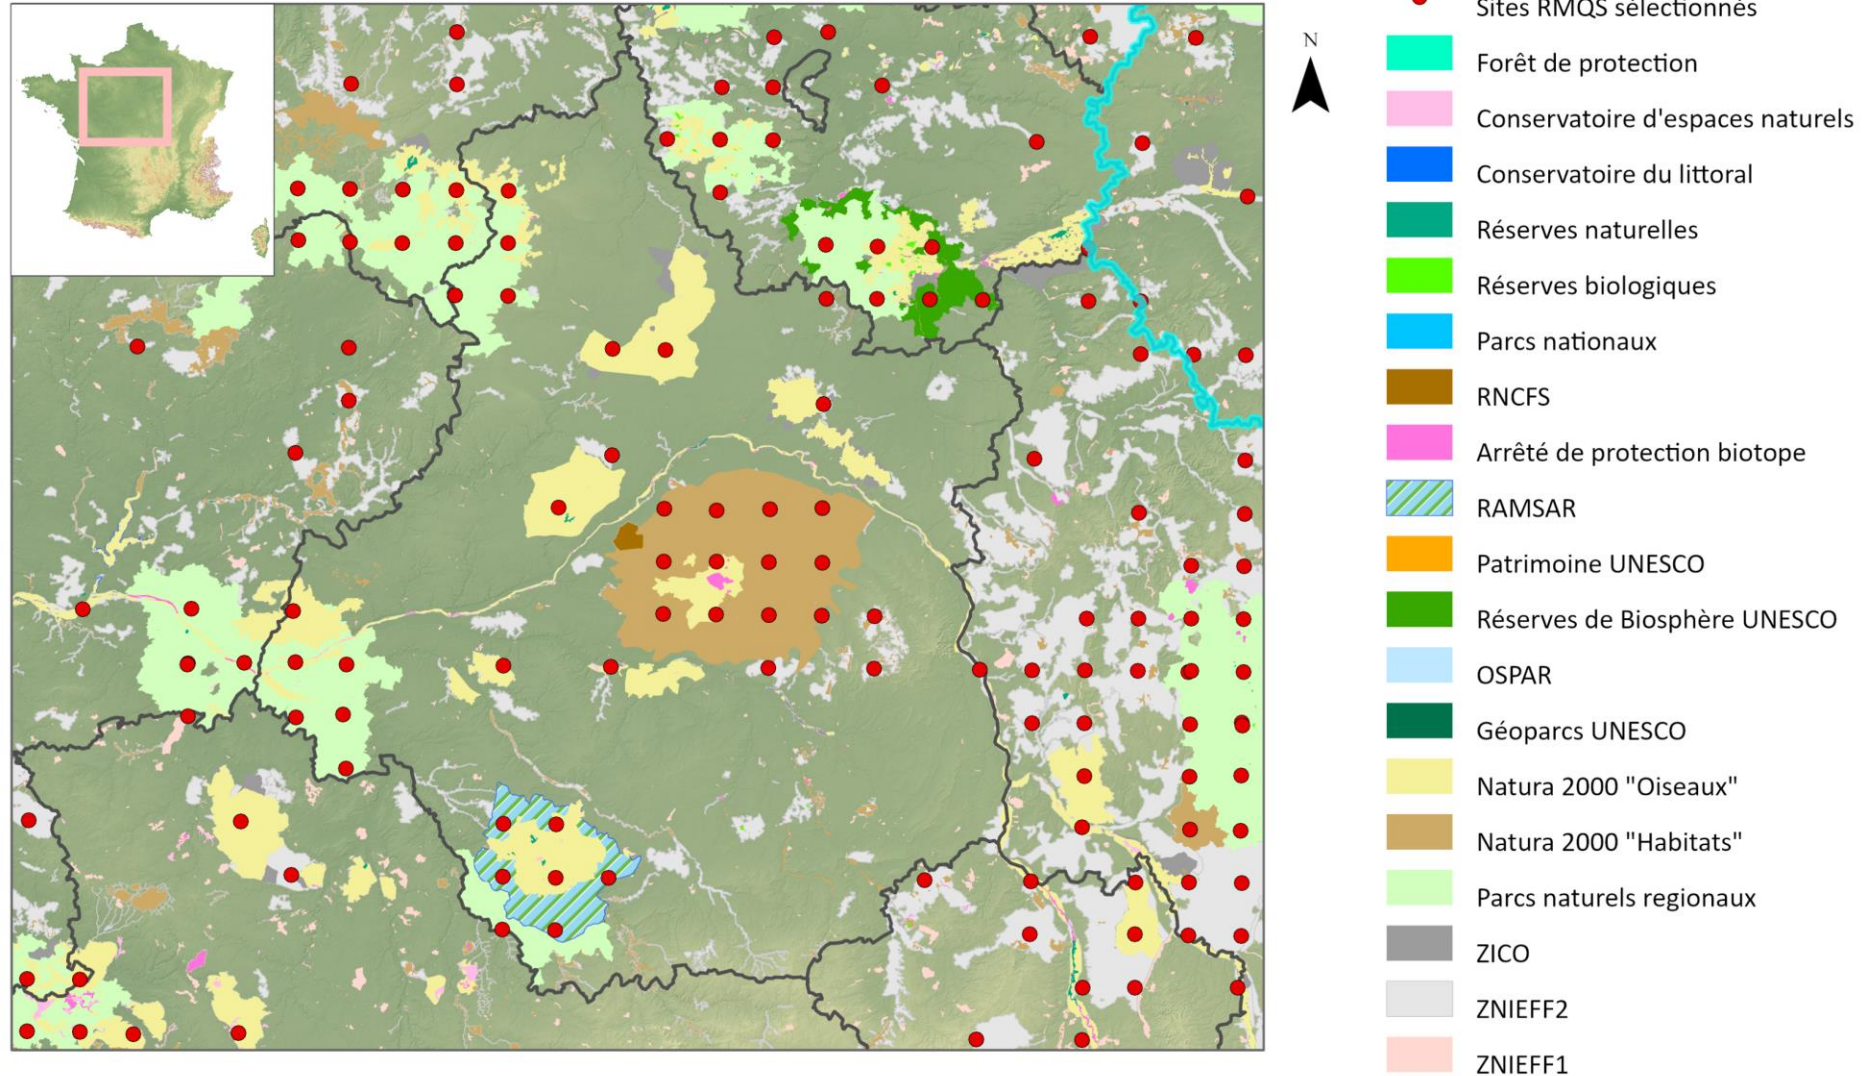 N
Sites RMQS sélectionnés
Forêt de protection
Conservatoire d'espaces naturels
Conservatoire du littoral
Réserves naturelles
Réserves biologiques
Parcs nationaux
RNCFS
Arrêté de protection biotope
RAMSAR
Patrimoine UNESCO
Réserves de Biosphère UNESCO
OSPAR
Géoparcs UNESCO
Natura 2000 "Oiseaux"
Natura 2000 "Habitats"
Parcs naturels regionaux
ZICO
ZNIEFF2
ZNIEFF1